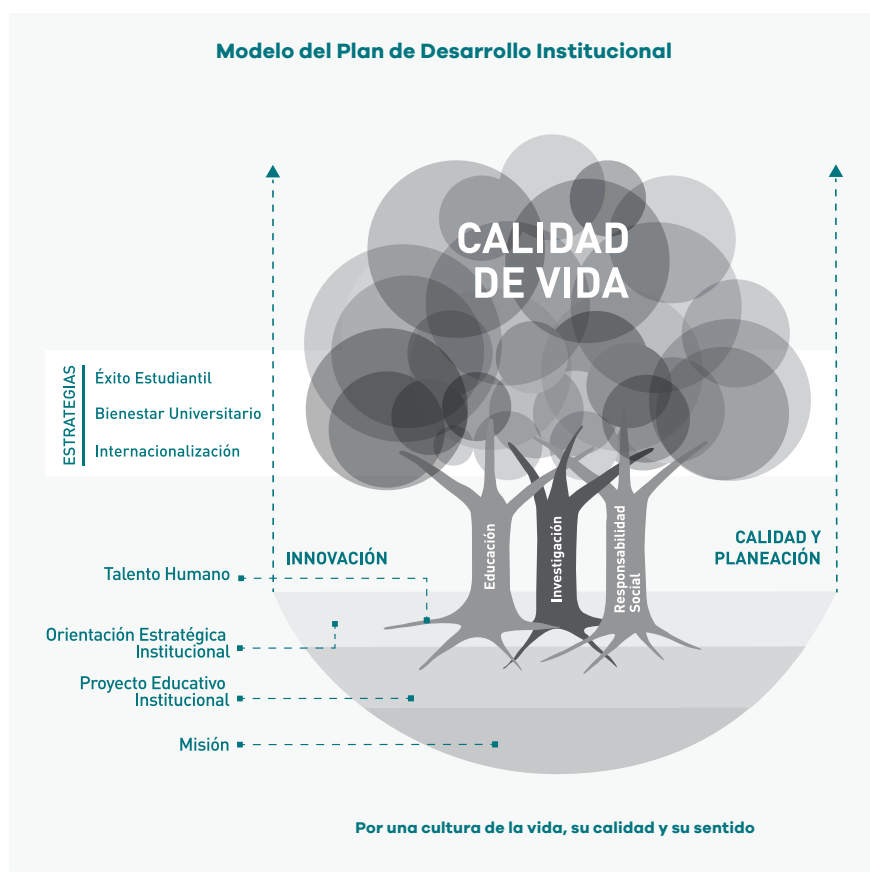 Modelo del Plan de Desarrollo Institucional
CALIDAD
DE VIDA
ESTRATEGIAS
Éxito Estudiantil
Bienestar Universitario
Internacionalización
Educación
Investigación
Responsabilidad
Social
INNOVACIÓN
CALIDAD Y
PLANEACIÓN
Talento Humano
Orientación Estratégica
Institucional
Proyecto Educativo
Institucional
Misión
Por una cultura de la vida, su calidad y su sentido